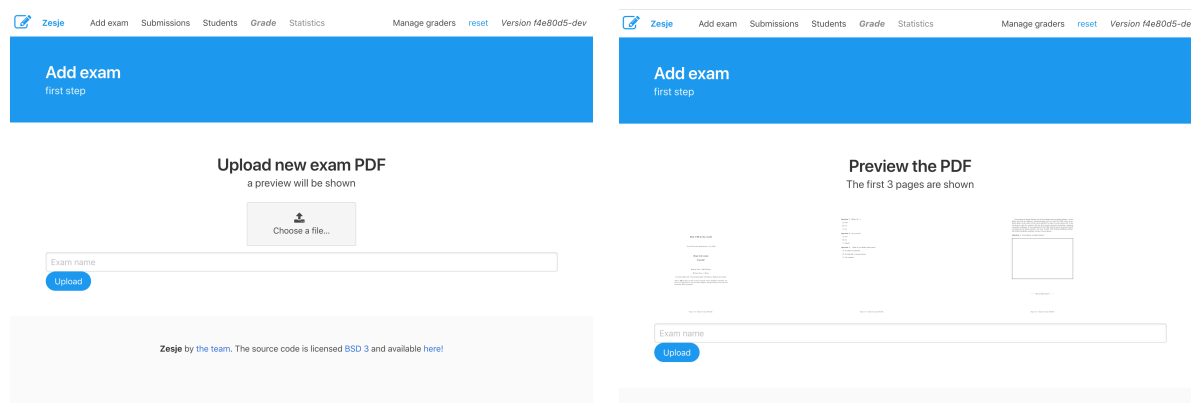 Zesje Add exam Submissions Students Grade Statistics Manage graders reset Version f4e80d5-dev
Add exam
first step
Upload new exam PDF
a preview will be shown
Choose a file...
Exam name
Upload
Zesje by the team. The source code is licensed BSD 3 and available here!
Zesje Add exam Submissions Students Grade Statistics Manage graders reset Version f4e80d5-de
Add exam
first step
Preview the PDF
The first 3 pages are shown
Exam name
Upload